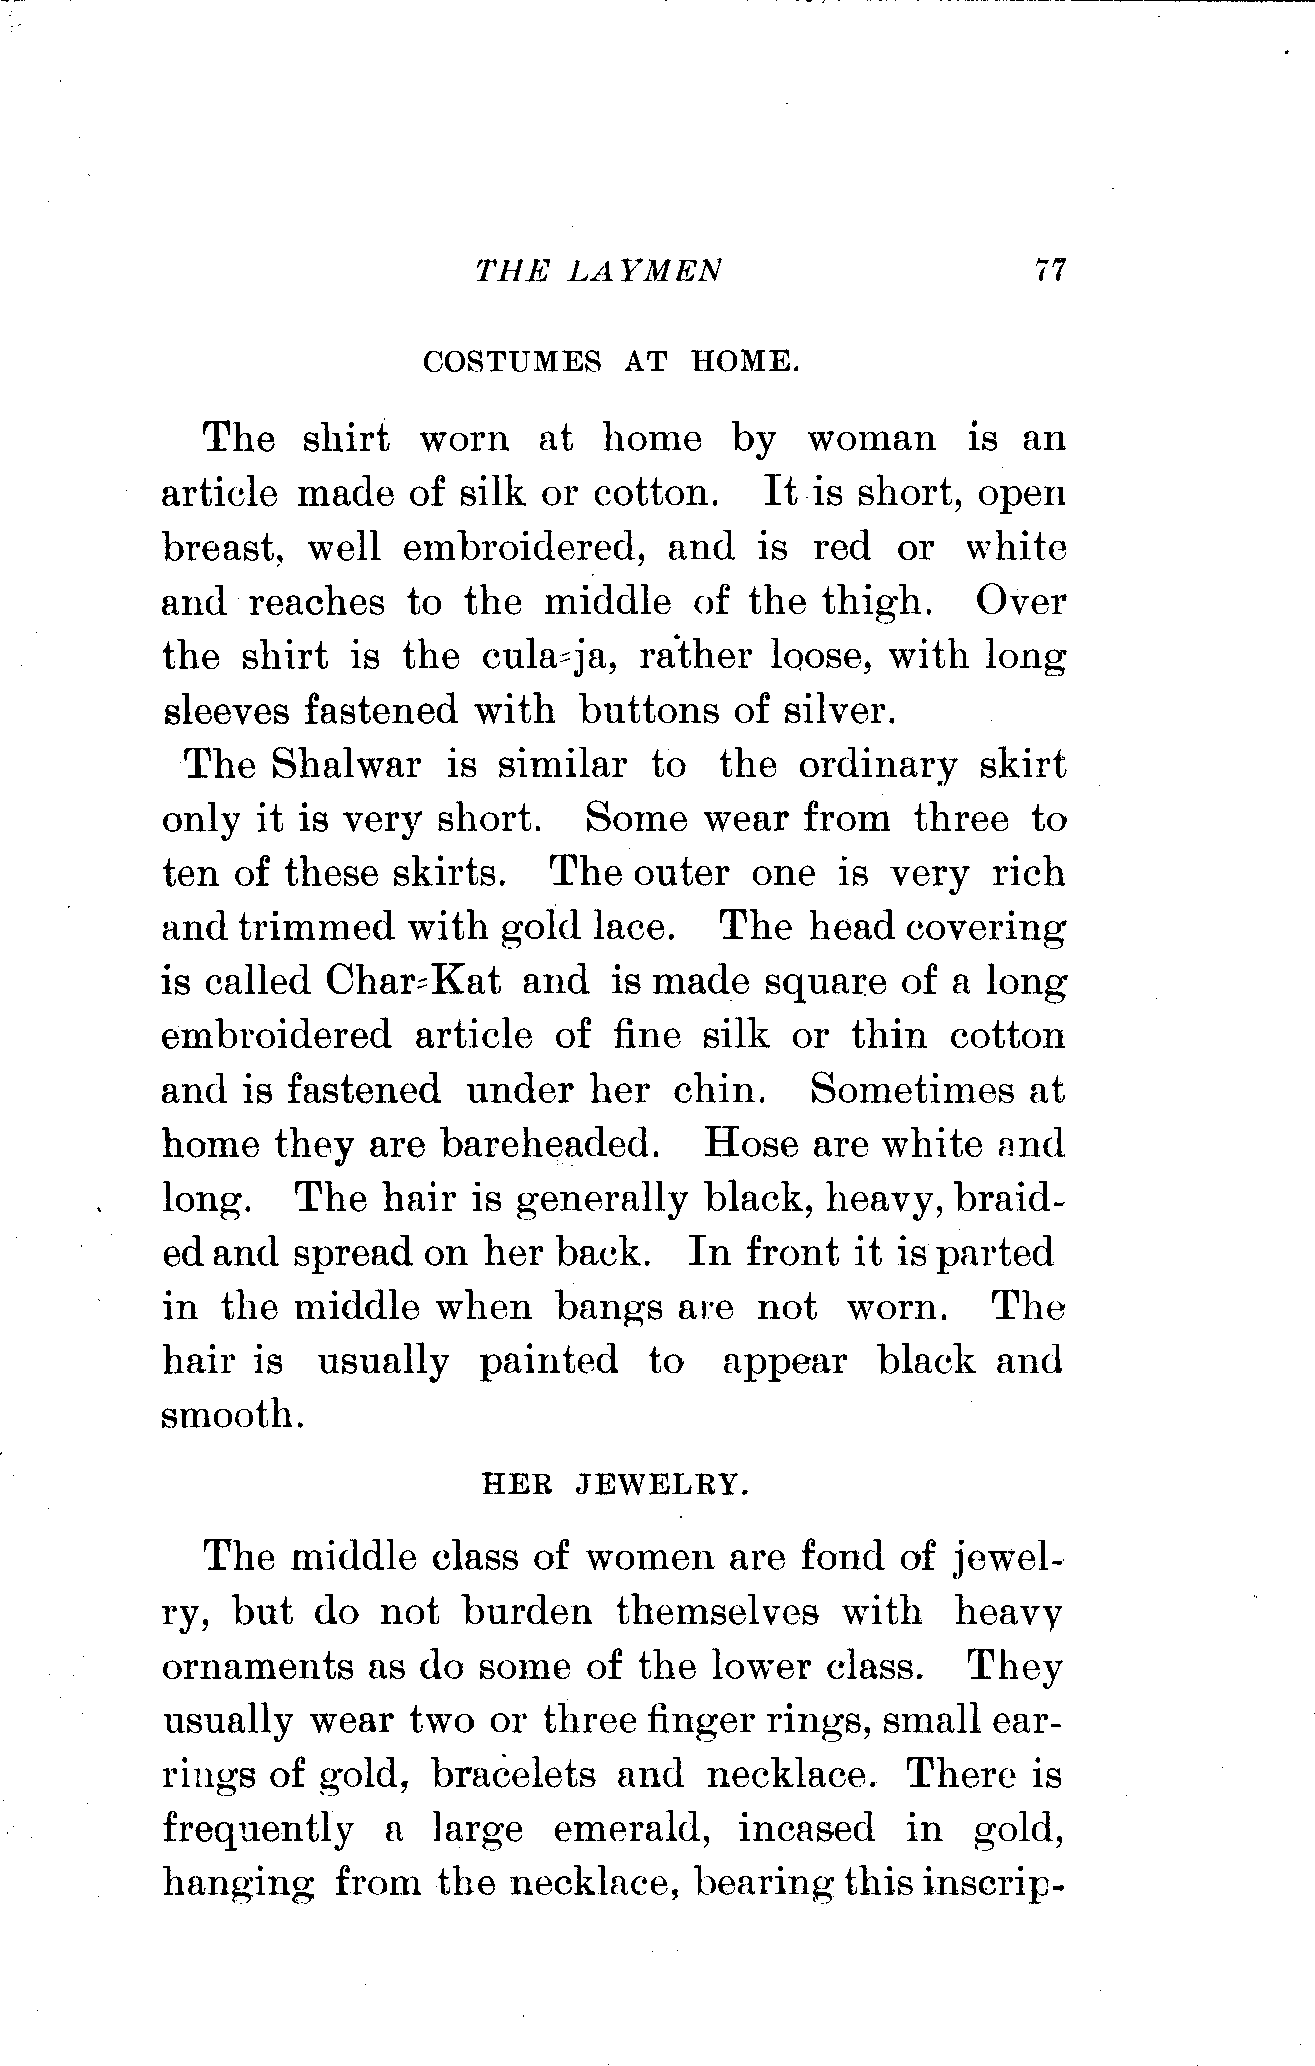 THE LAYMEN 77
COSTUMES AT HOME.
The shirt worn at home by woman is an
article made of silk or cotton. It is short, open
breast, well embroidered, and is red or white
and reaches to the middle of the thigh. Over
the shirt is the cula-ja, rather loose, with long
sleeves fastened with buttons of silver.
The Shalwar is similar to the ordinary skirt
only it is very short. Some wear from three to
ten of these skirts. The outer one is very rich
and trimmed with gold lace. The head covering
is called Char-Kat and is made square of a long
embroidered article of fine silk or thin cotton
and is fastened under her chin. Sometimes at
home they are bareheaded. Hose are white and
long. The hair is generally black, heavy, braid-
ed and spread on her back. In front it is parted
in the middle when bangs are not worn. The
hair is usually painted to appear black and
smooth.
HER JEWELRY.
The middle class of women are fond of jewel-
ry, but do not burden themselves with heavy
ornaments as do some of the lower class. They
usually wear two or three finger rings, small ear-
rings of gold, bracelets and necklace. There is
frequently a large emerald, incased in gold,
hanging from the necklace, bearing this inscrip-